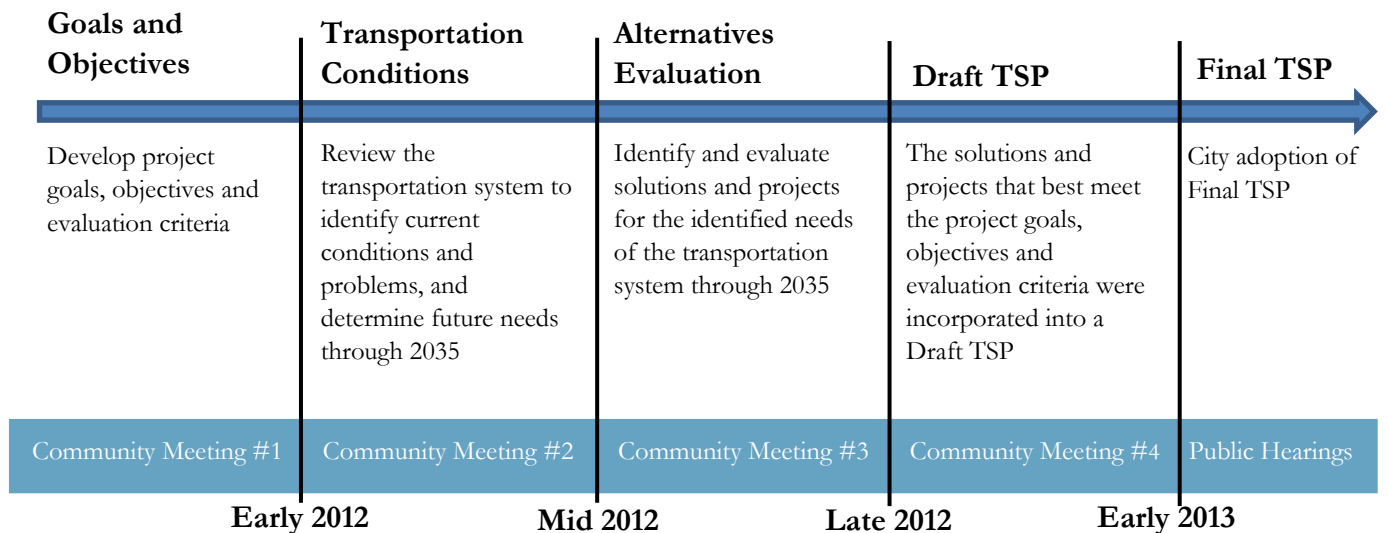 Goals and
Objectives
Transportation
Conditions
Alternatives
Evaluation
Draft TSP
Final TSP
Develop project
goals, objectives and
evaluation criteria
Review the
transportation system to
identify current
conditions and
problems, and
determine future needs
through 2035
Identify and evaluate
solutions and projects
for the identified needs
of the transportation
system through 2035
The solutions and
projects that best meet
the project goals,
objectives and
evaluation criteria were
incorporated into a
Draft TSP
City adoption of
Final TSP
Community Meeting #1
Community Meeting #2
Community Meeting #3
Community Meeting #4
Public Hearings
Early 2012
Mid 2012
Late 2012
Early 2013